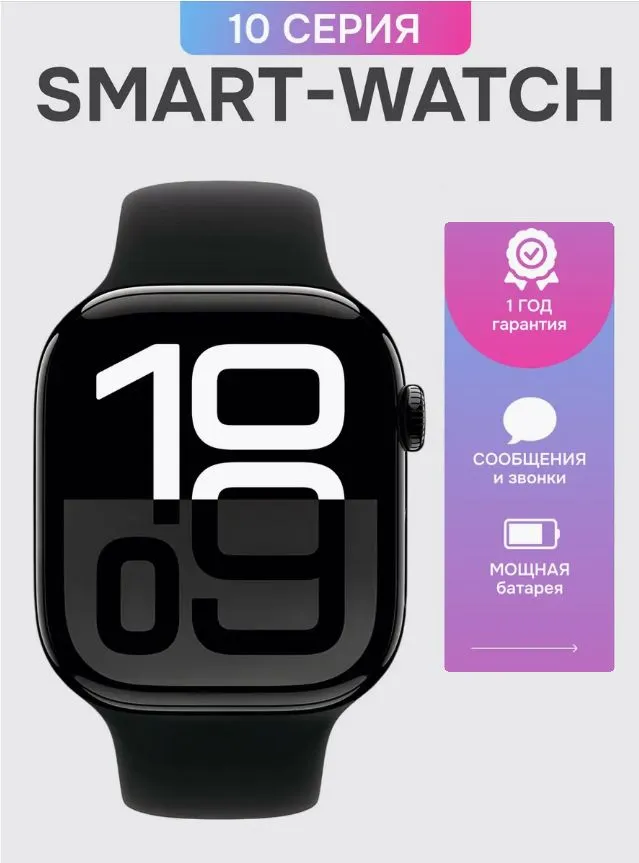 10 СЕРИЯ
SMART-WATCH
10
09
1 ГОД
гарантия
СООБЩЕНИЯ
и звонки
МОЩНАЯ
батарея